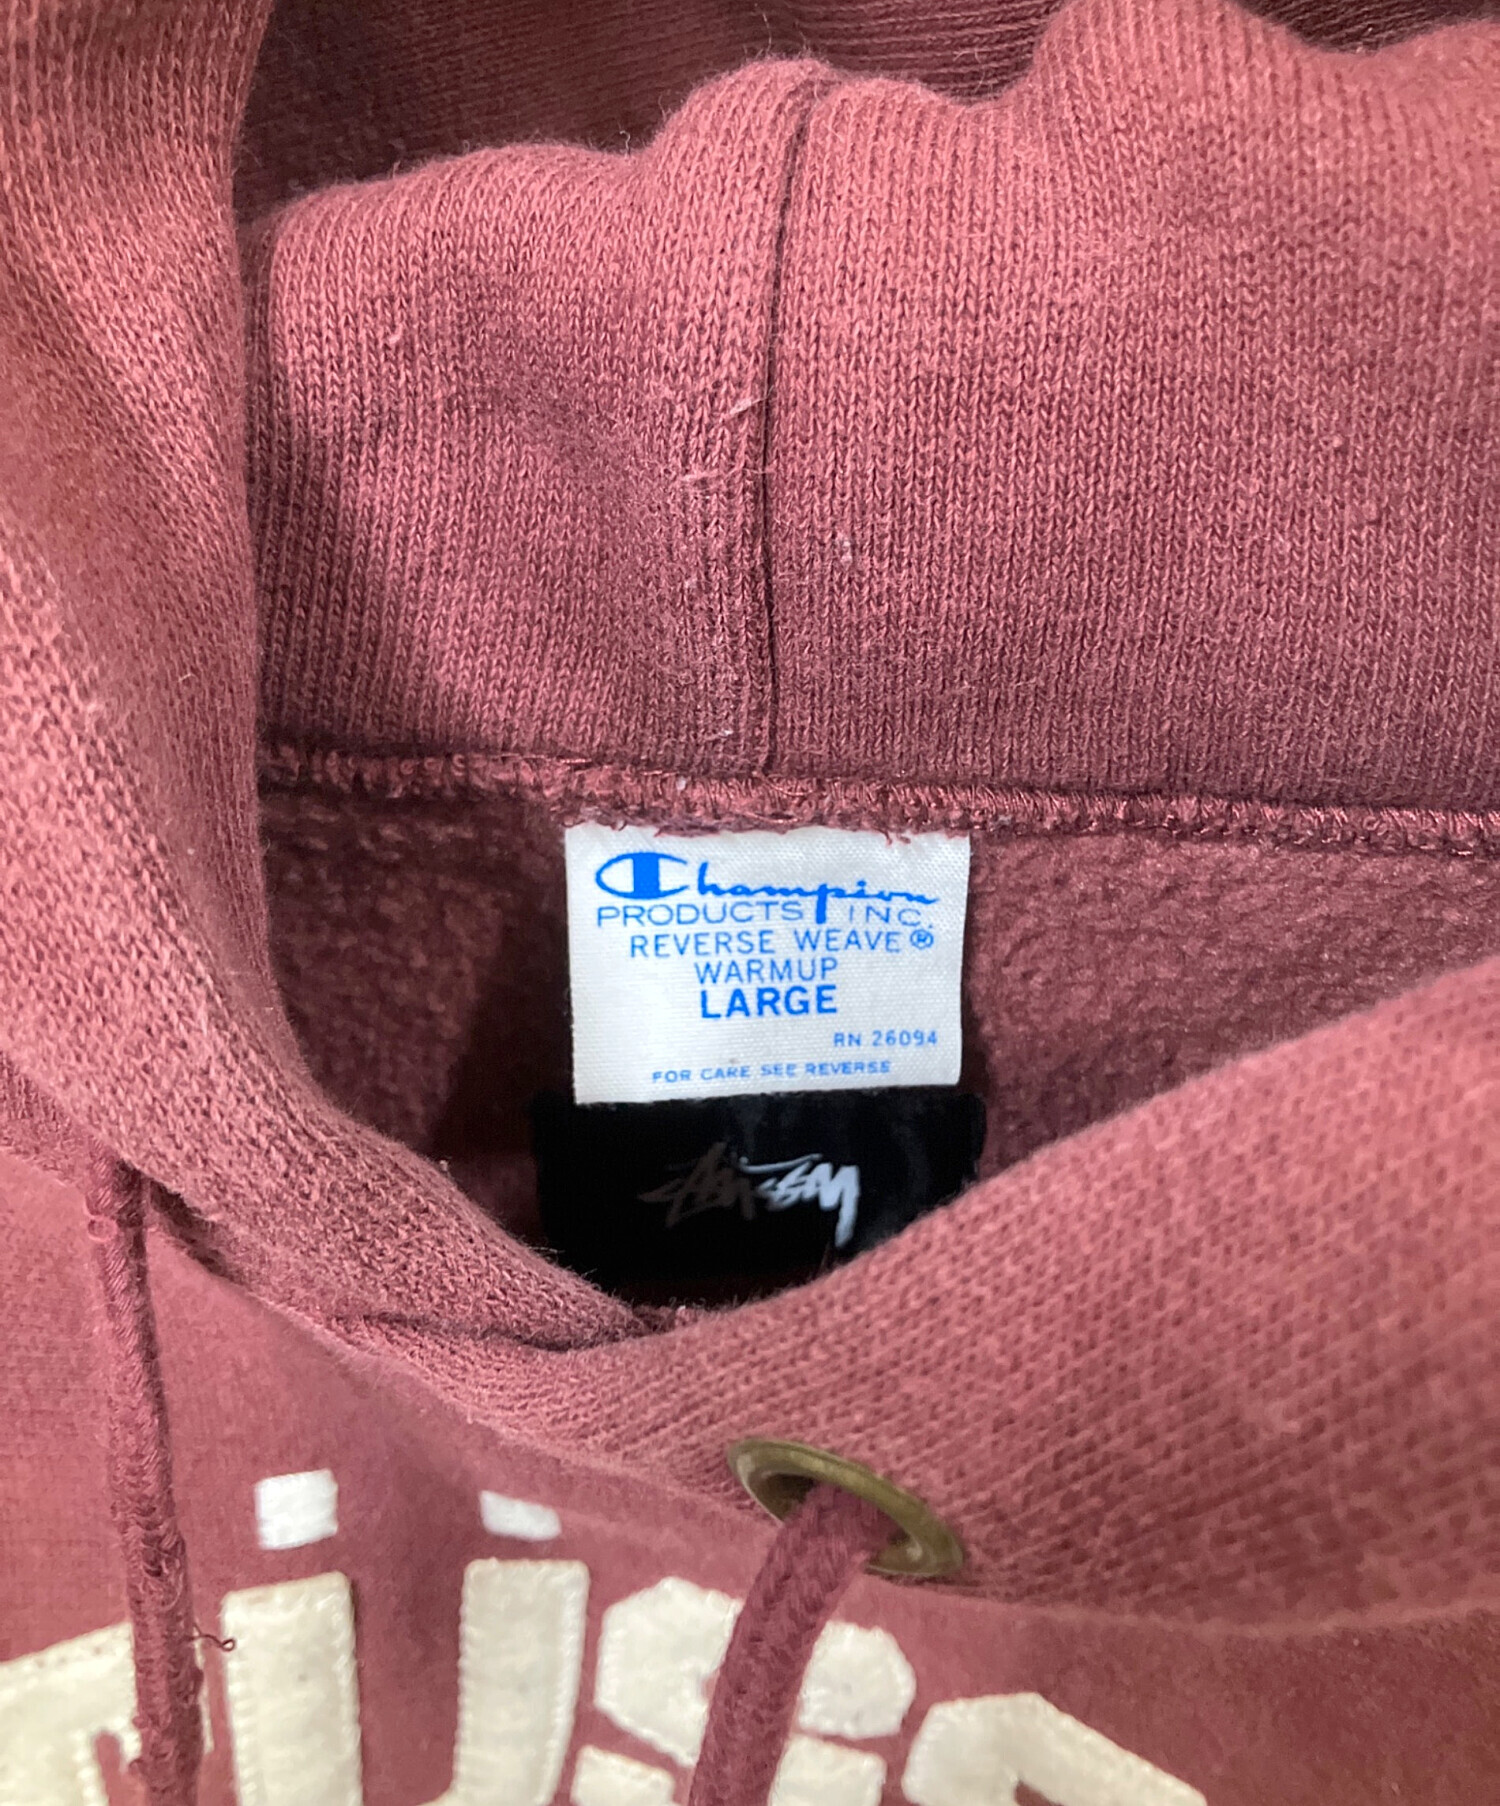 Champion
PRODUCTS INC.
REVERSE WEAVE®
WARMUP
LARGE
RN 26094
FOR CARE SEE REVERSE
Stüssy